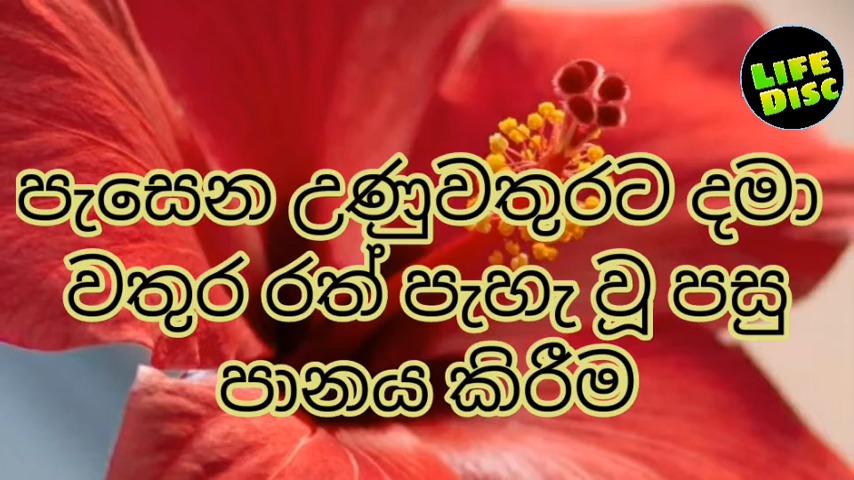 LIFE
DISC
පැසෙන උණුවතුරට දමා
වතුර රත් පැහැ වූ පසු
පානය කිරීම